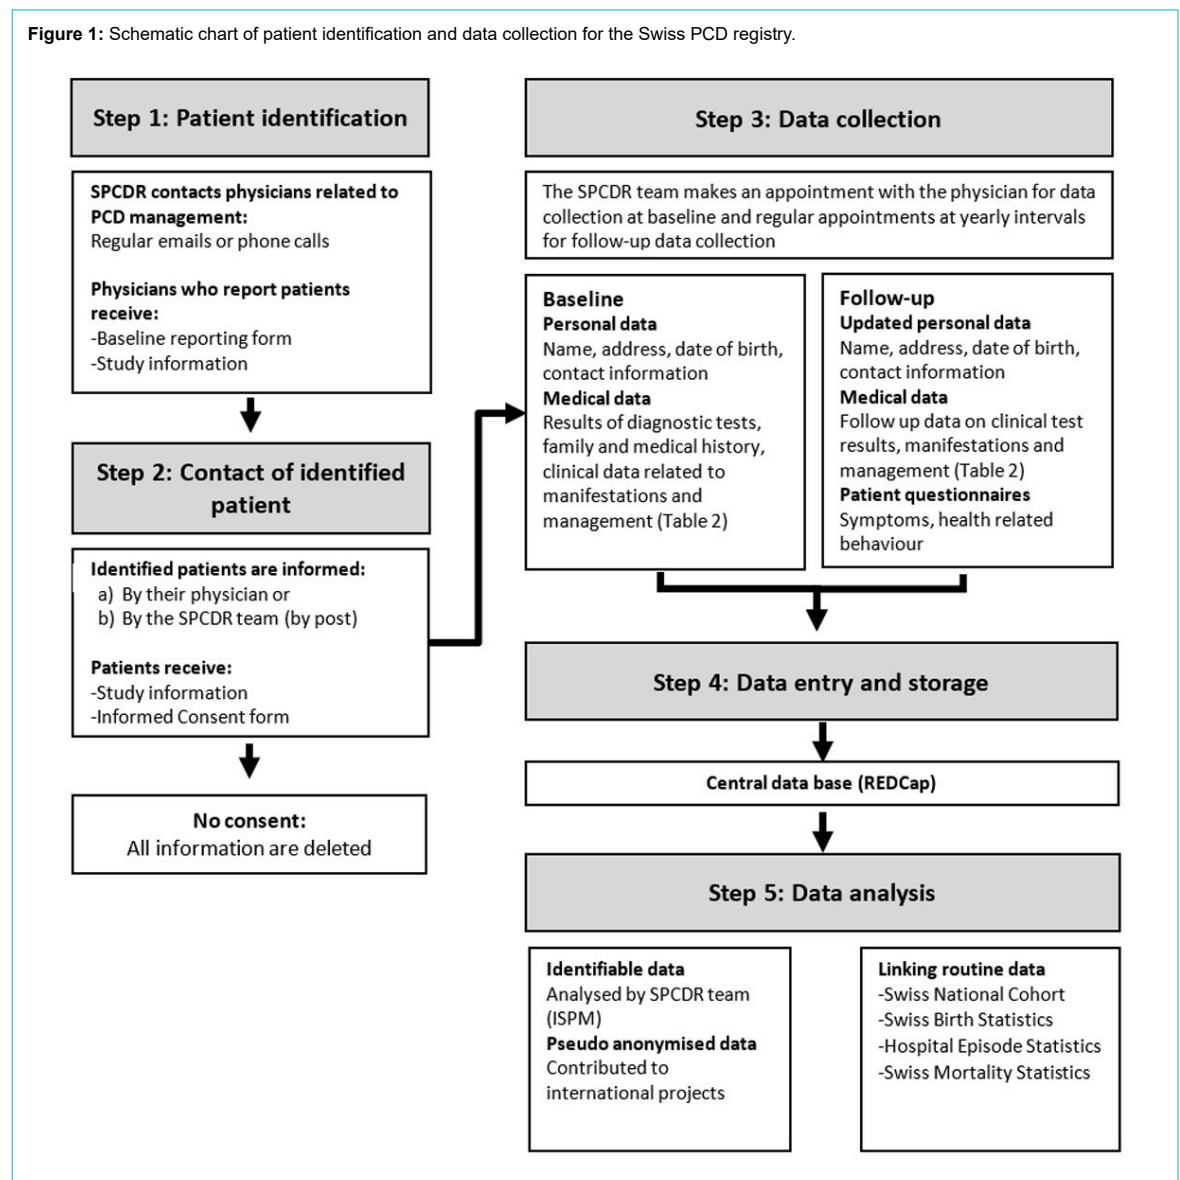 Figure 1: Schematic chart of patient identification and data collection for the Swiss PCD registry.
Step 1: Patient identification
SPCDR contacts physicians related to
PCD management:
Regular emails or phone calls
Physicians who report patients
receive:
-Baseline reporting form
-Study information
Step 2: Contact of identified
patient
Identified patients are informed:
a) By their physician or
b) By the SPCDR team (by post)
Patients receive:
-Study information
-Informed Consent form
No consent:
All information are deleted
Step 3: Data collection
The SPCDR team makes an appointment with the physician for data
collection at baseline and regular appointments at yearly intervals
for follow-up data collection
Baseline
Personal data
Name, address, date of birth,
contact information
Medical data
Results of diagnostic tests,
family and medical history,
clinical data related to
manifestations and
management (Table 2)
Follow-up
Updated personal data
Name, address, date of birth,
contact information
Medical data
Follow up data on clinical test
results, manifestations and
management (Table 2)
Patient questionnaires
Symptoms, health related
behaviour
Step 4: Data entry and storage
Central data base (REDCap)
Step 5: Data analysis
Identifiable data
Analysed by SPCDR team
(ISPM)
Pseudo anonymised data
Contributed to
international projects
Linking routine data
-Swiss National Cohort
-Swiss Birth Statistics
-Hospital Episode Statistics
-Swiss Mortality Statistics